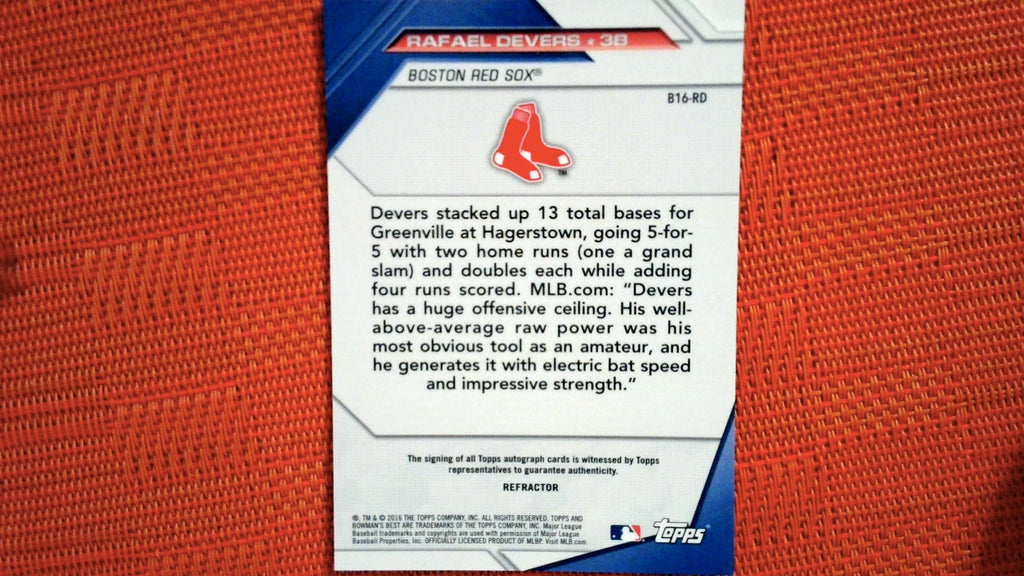 RAFAEL DEVERS ★ 3B
BOSTON RED SOX®
B16-RD
TM
Devers stacked up 13 total bases for
Greenville at Hagerstown, going 5-for-
5 with two home runs (one a grand
slam) and doubles each while adding
four runs scored. MLB.com: “Devers
has a huge offensive ceiling. His well-
above-average raw power was his
most obvious tool as an amateur, and
he generates it with electric bat speed
and impressive strength.”
The signing of all Topps autograph cards is witnessed by Topps
representatives to guarantee authenticity.
REFRACTOR
®, TM & © 2016 THE TOPPS COMPANY, INC. ALL RIGHTS RESERVED. TOPPS AND
BOWMAN'S BEST ARE TRADEMARKS OF THE TOPPS COMPANY, INC. Major League
Baseball trademarks and copyrights are used with permission of Major League
Baseball Properties, Inc. OFFICIALLY LICENSED PRODUCT OF MLBP. Visit MLB.com.
Topps®